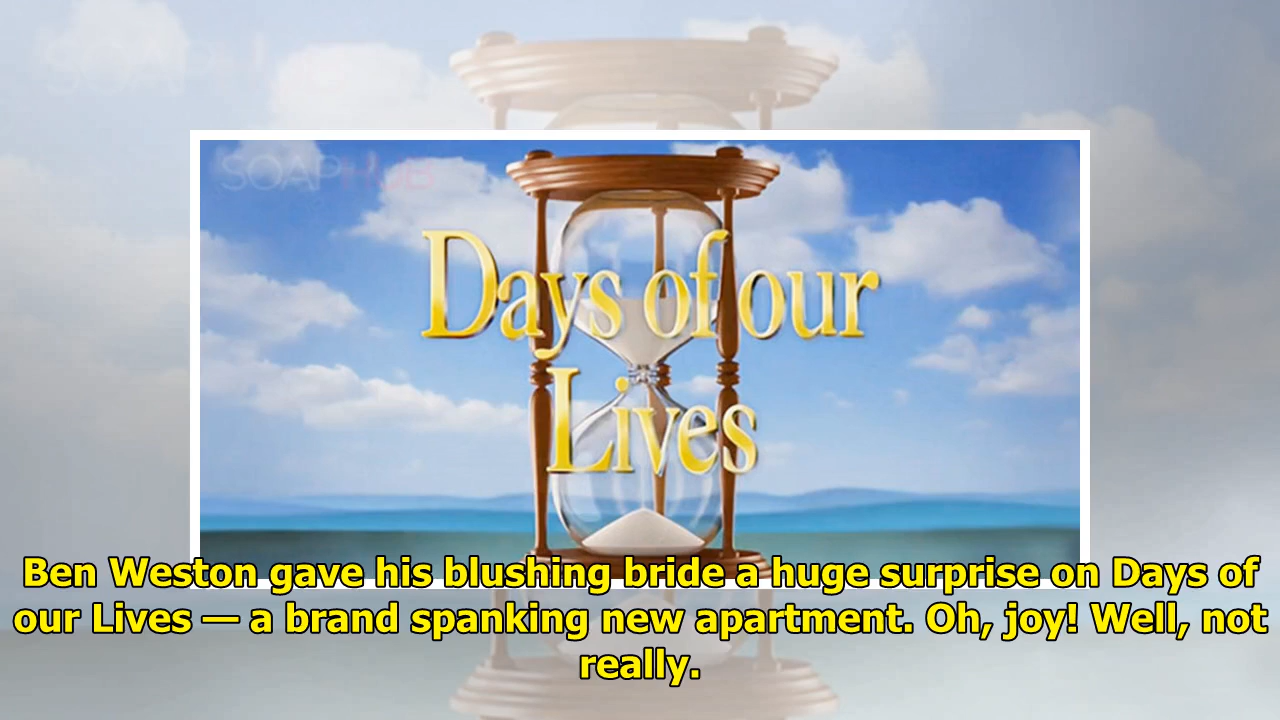 SOAPHUB
Days of our
Lives
Ben Weston gave his blushing bride a huge surprise on Days of
our Lives — a brand spanking new apartment. Oh, joy! Well, not
really.